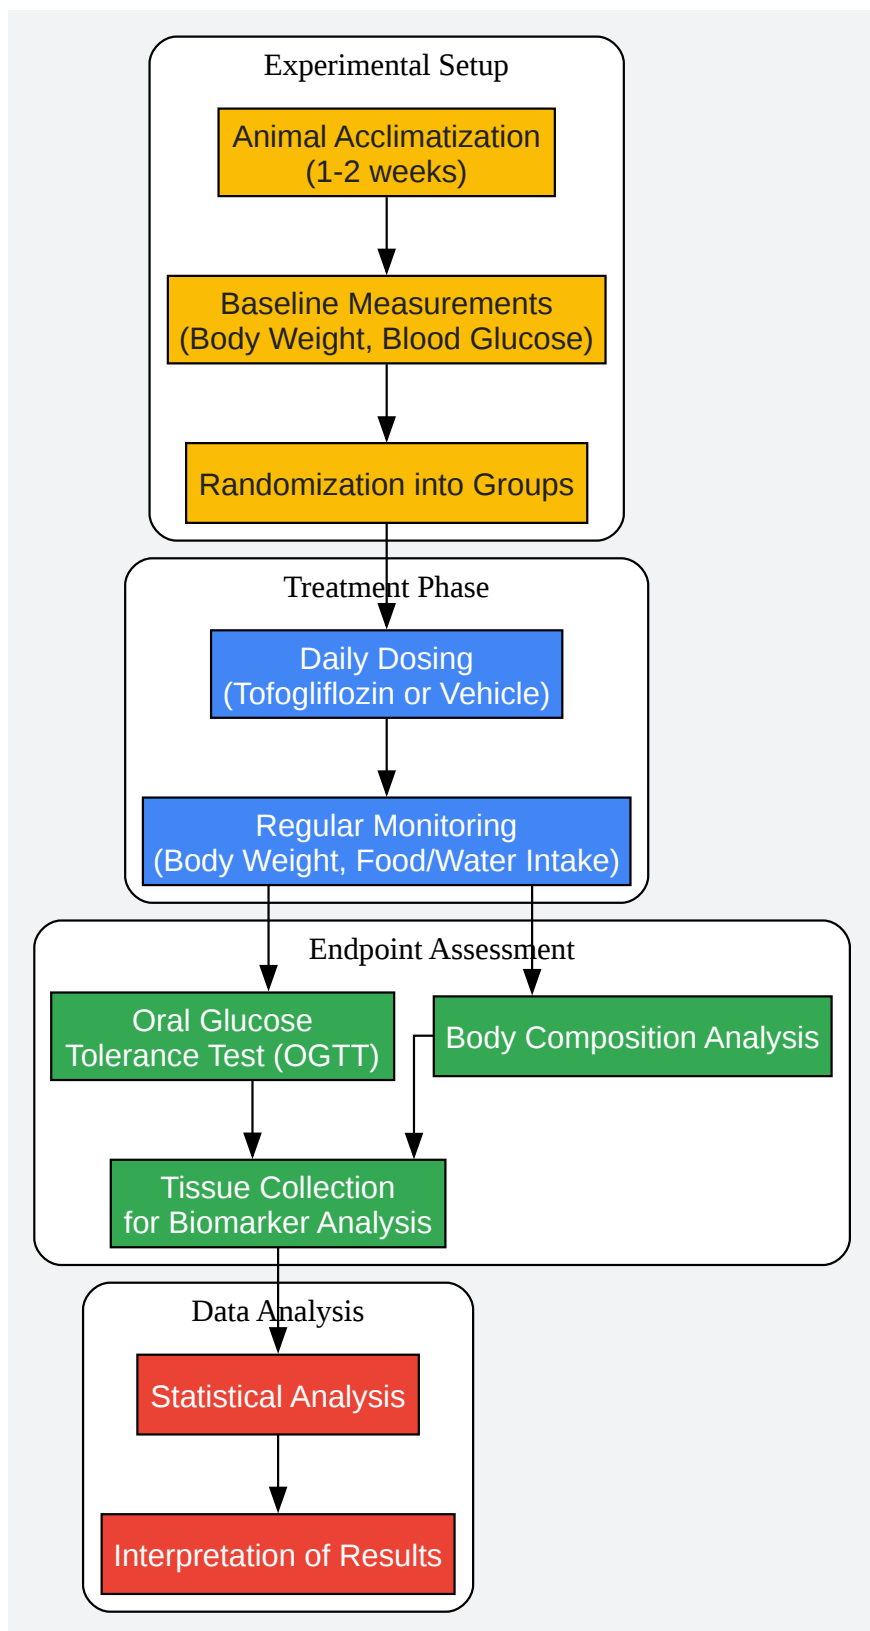 Experimental Setup
Animal Acclimatization
(1-2 weeks)
Baseline Measurements
(Body Weight, Blood Glucose)
Randomization into Groups
Treatment Phase
Daily Dosing
(Tofogliflozin or Vehicle)
Regular Monitoring
(Body Weight, Food/Water Intake)
Endpoint Assessment
Oral Glucose
Tolerance Test (OGTT)
Body Composition Analysis
Tissue Collection
for Biomarker Analysis
Data Analysis
Statistical Analysis
Interpretation of Results